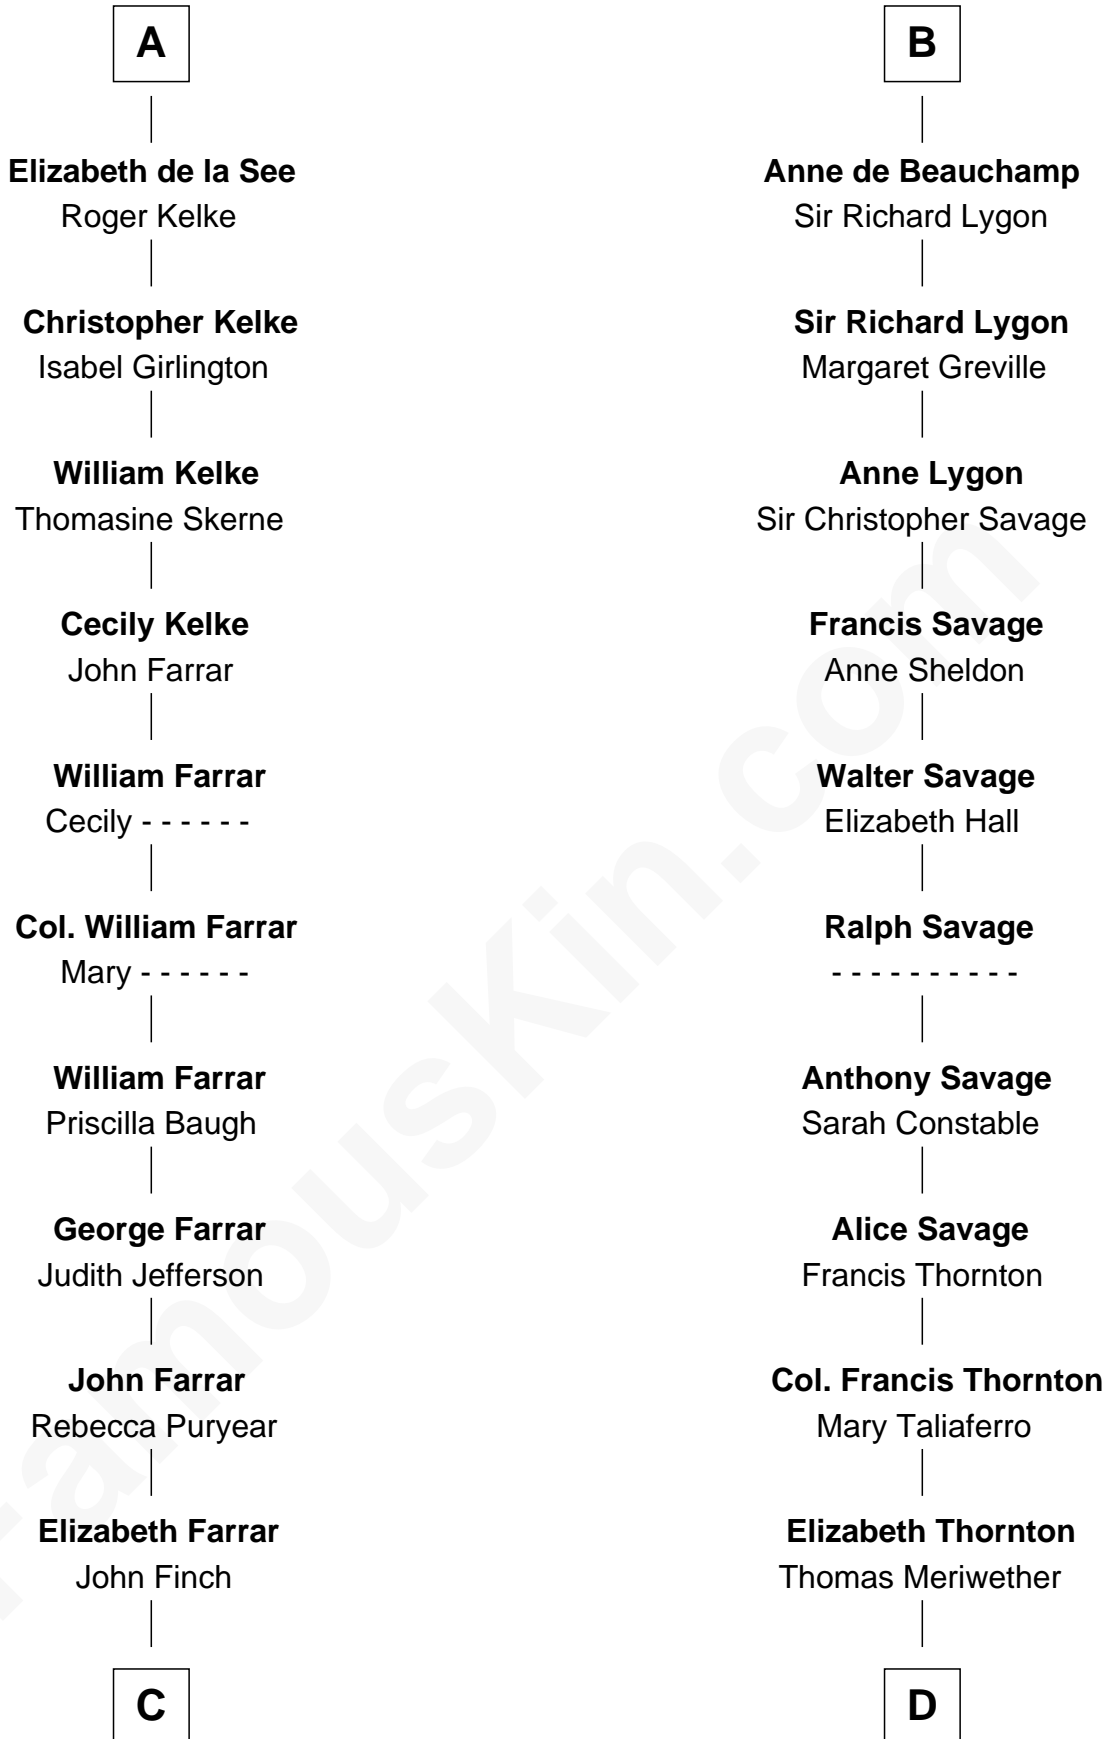 A
Elizabeth de la See
Roger Kelke
Christopher Kelke
Isabel Girlington
William Kelke
Thomasine Skerne
Cecily Kelke
John Farrar
William Farrar
Cecily - - - - - -
Col. William Farrar
Mary - - - - - -
William Farrar
Priscilla Baugh
George Farrar
Judith Jefferson
John Farrar
Rebecca Puryear
Elizabeth Farrar
John Finch
C
B
Anne de Beauchamp
Sir Richard Lygon
Sir Richard Lygon
Margaret Greville
Anne Lygon
Sir Christopher Savage
Francis Savage
Anne Sheldon
Walter Savage
Elizabeth Hall
Ralph Savage
- - - - - - - - - -
Anthony Savage
Sarah Constable
Alice Savage
Francis Thornton
Col. Francis Thornton
Mary Taliaferro
Elizabeth Thornton
Thomas Meriwether
D
FamousKin.com